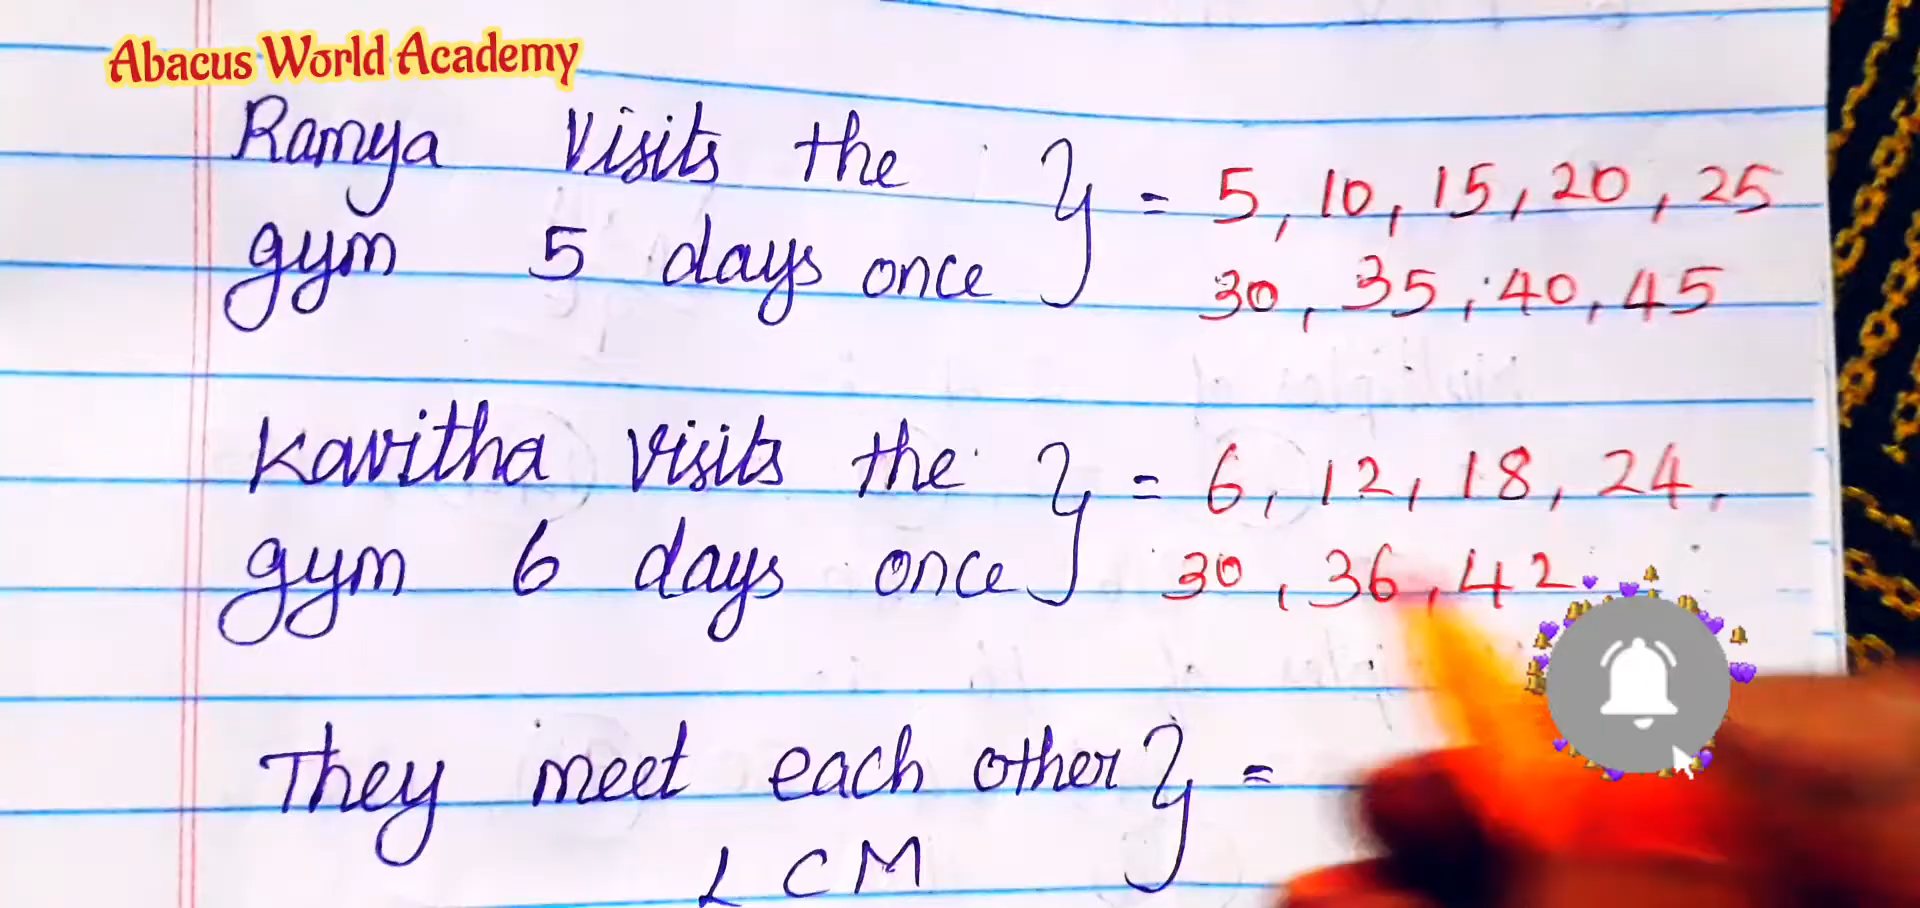 Abacus World Academy
Ramya visits the } = 5, 10, 15, 20, 25
gym 5 days once 30, 35, 40, 45
Kavitha visits the } = 6, 12, 18, 24,
gym 6 days once 30, 36, 42
They meet each other } =
LCM